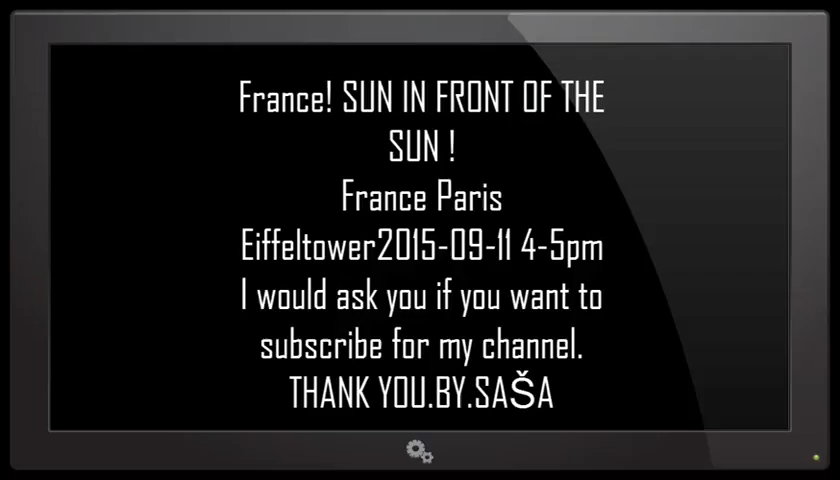 France! SUN IN FRONT OF THE
SUN !
France Paris
Eiffeltower2015-09-11 4-5pm
I would ask you if you want to
subscribe for my channel.
THANK YOU.BY.SAŠA